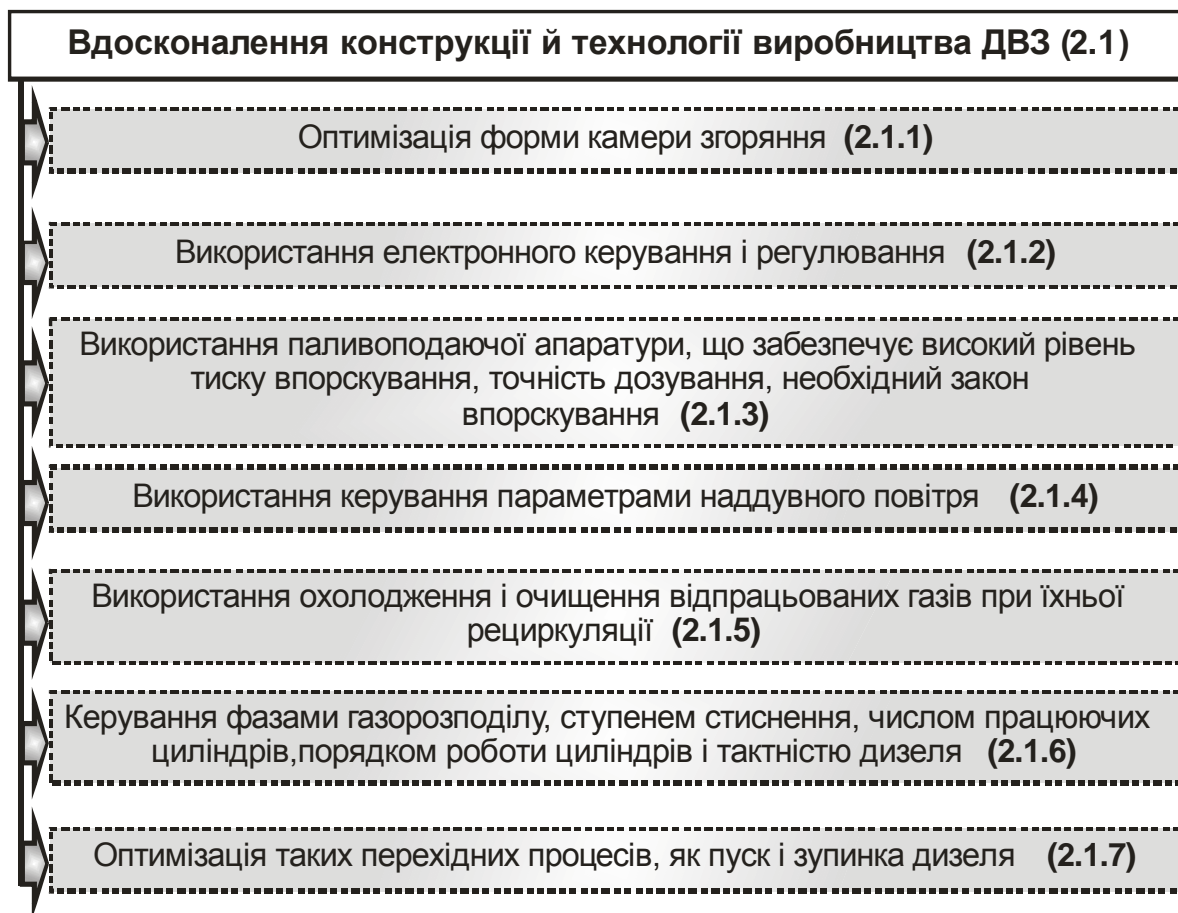 Вдосконалення конструкції й технології виробництва ДВЗ (2.1)
Оптимізація форми камери згоряння (2.1.1)
Використання електронного керування і регулювання (2.1.2)
Використання паливоподаючої апаратури, що забезпечує високий рівень
тиску впорскування, точність дозування, необхідний закон
впорскування (2.1.3)
Використання керування параметрами наддувного повітря (2.1.4)
Використання охолодження і очищення відпрацьованих газів при їхньої
рециркуляції (2.1.5)
Керування фазами газорозподілу, ступенем стиснення, числом працюючих
циліндрів,порядком роботи циліндрів і тактністю дизеля (2.1.6)
Оптимізація таких перехідних процесів, як пуск і зупинка дизеля (2.1.7)